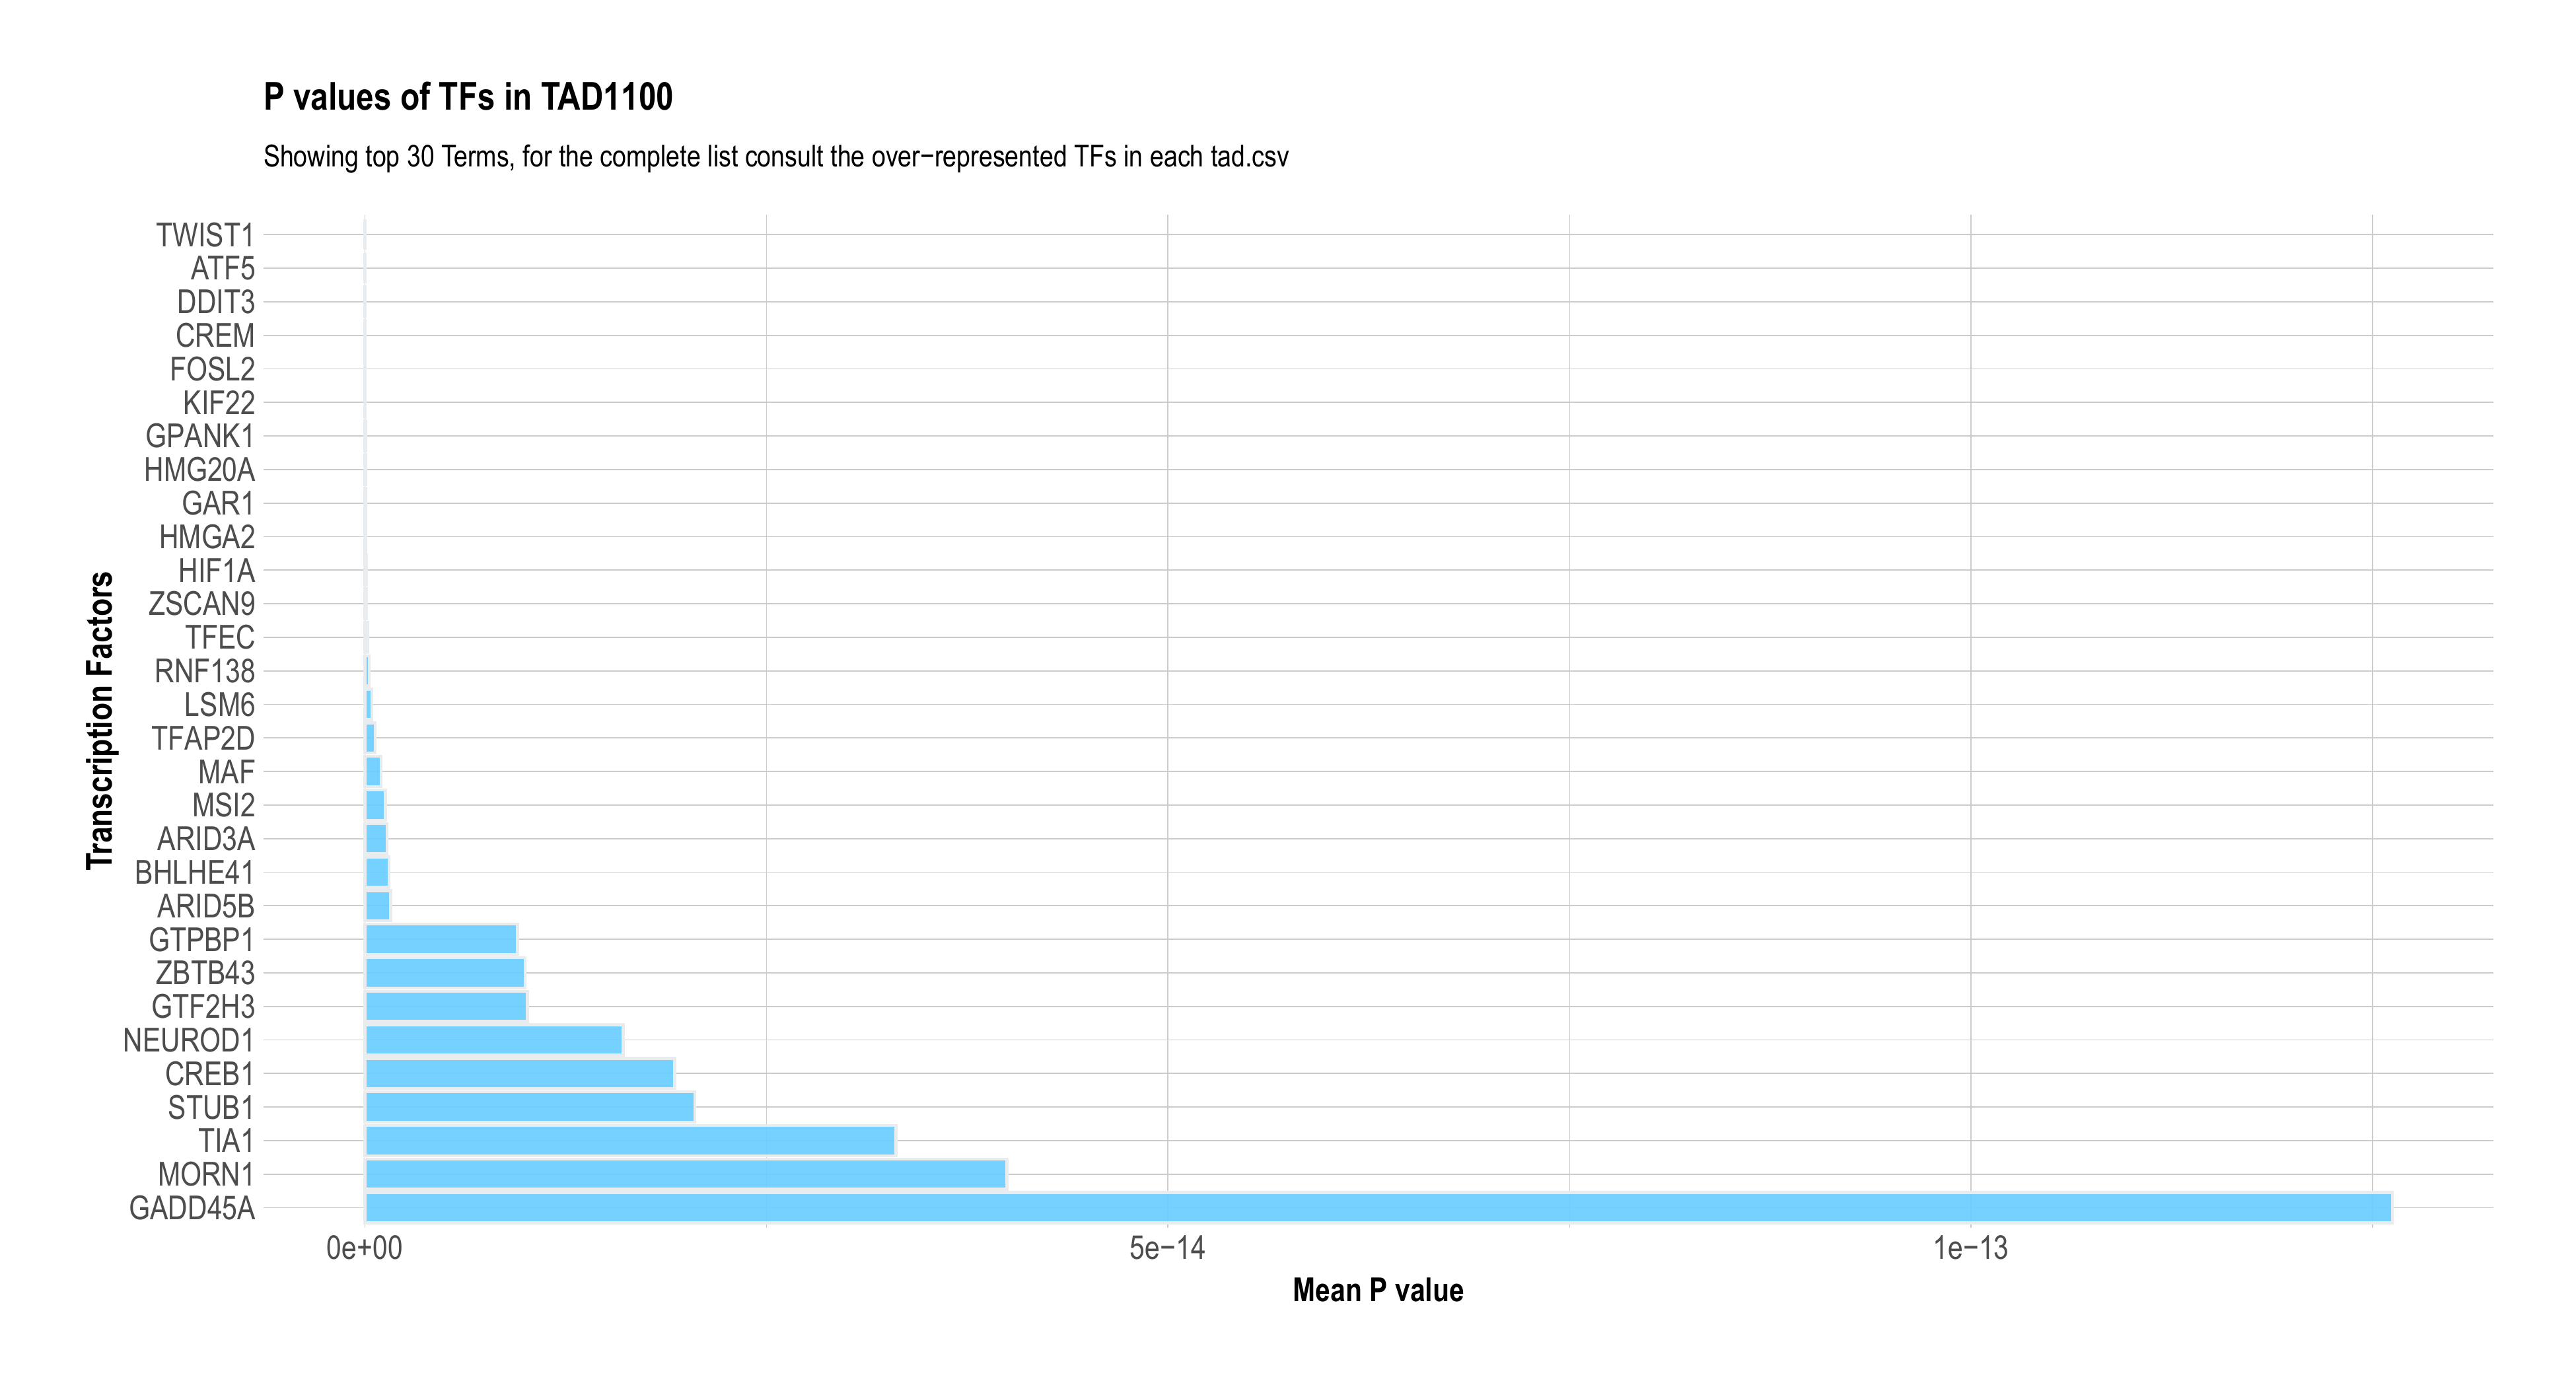 P values of TFs in TAD1100
Showing top 30 Terms, for the complete list consult the over−represented TFs in each tad.csv
Transcription Factors
TWIST1
ATF5
DDIT3
CREM
FOSL2
KIF22
GPANK1
HMG20A
GAR1
HMGA2
HIF1A
ZSCAN9
TFEC
RNF138
LSM6
TFAP2D
MAF
MSI2
ARID3A
BHLHE41
ARID5B
GTPBP1
ZBTB43
GTF2H3
NEUROD1
CREB1
STUB1
TIA1
MORN1
GADD45A
0e+00 5e−14 1e−13
Mean P value